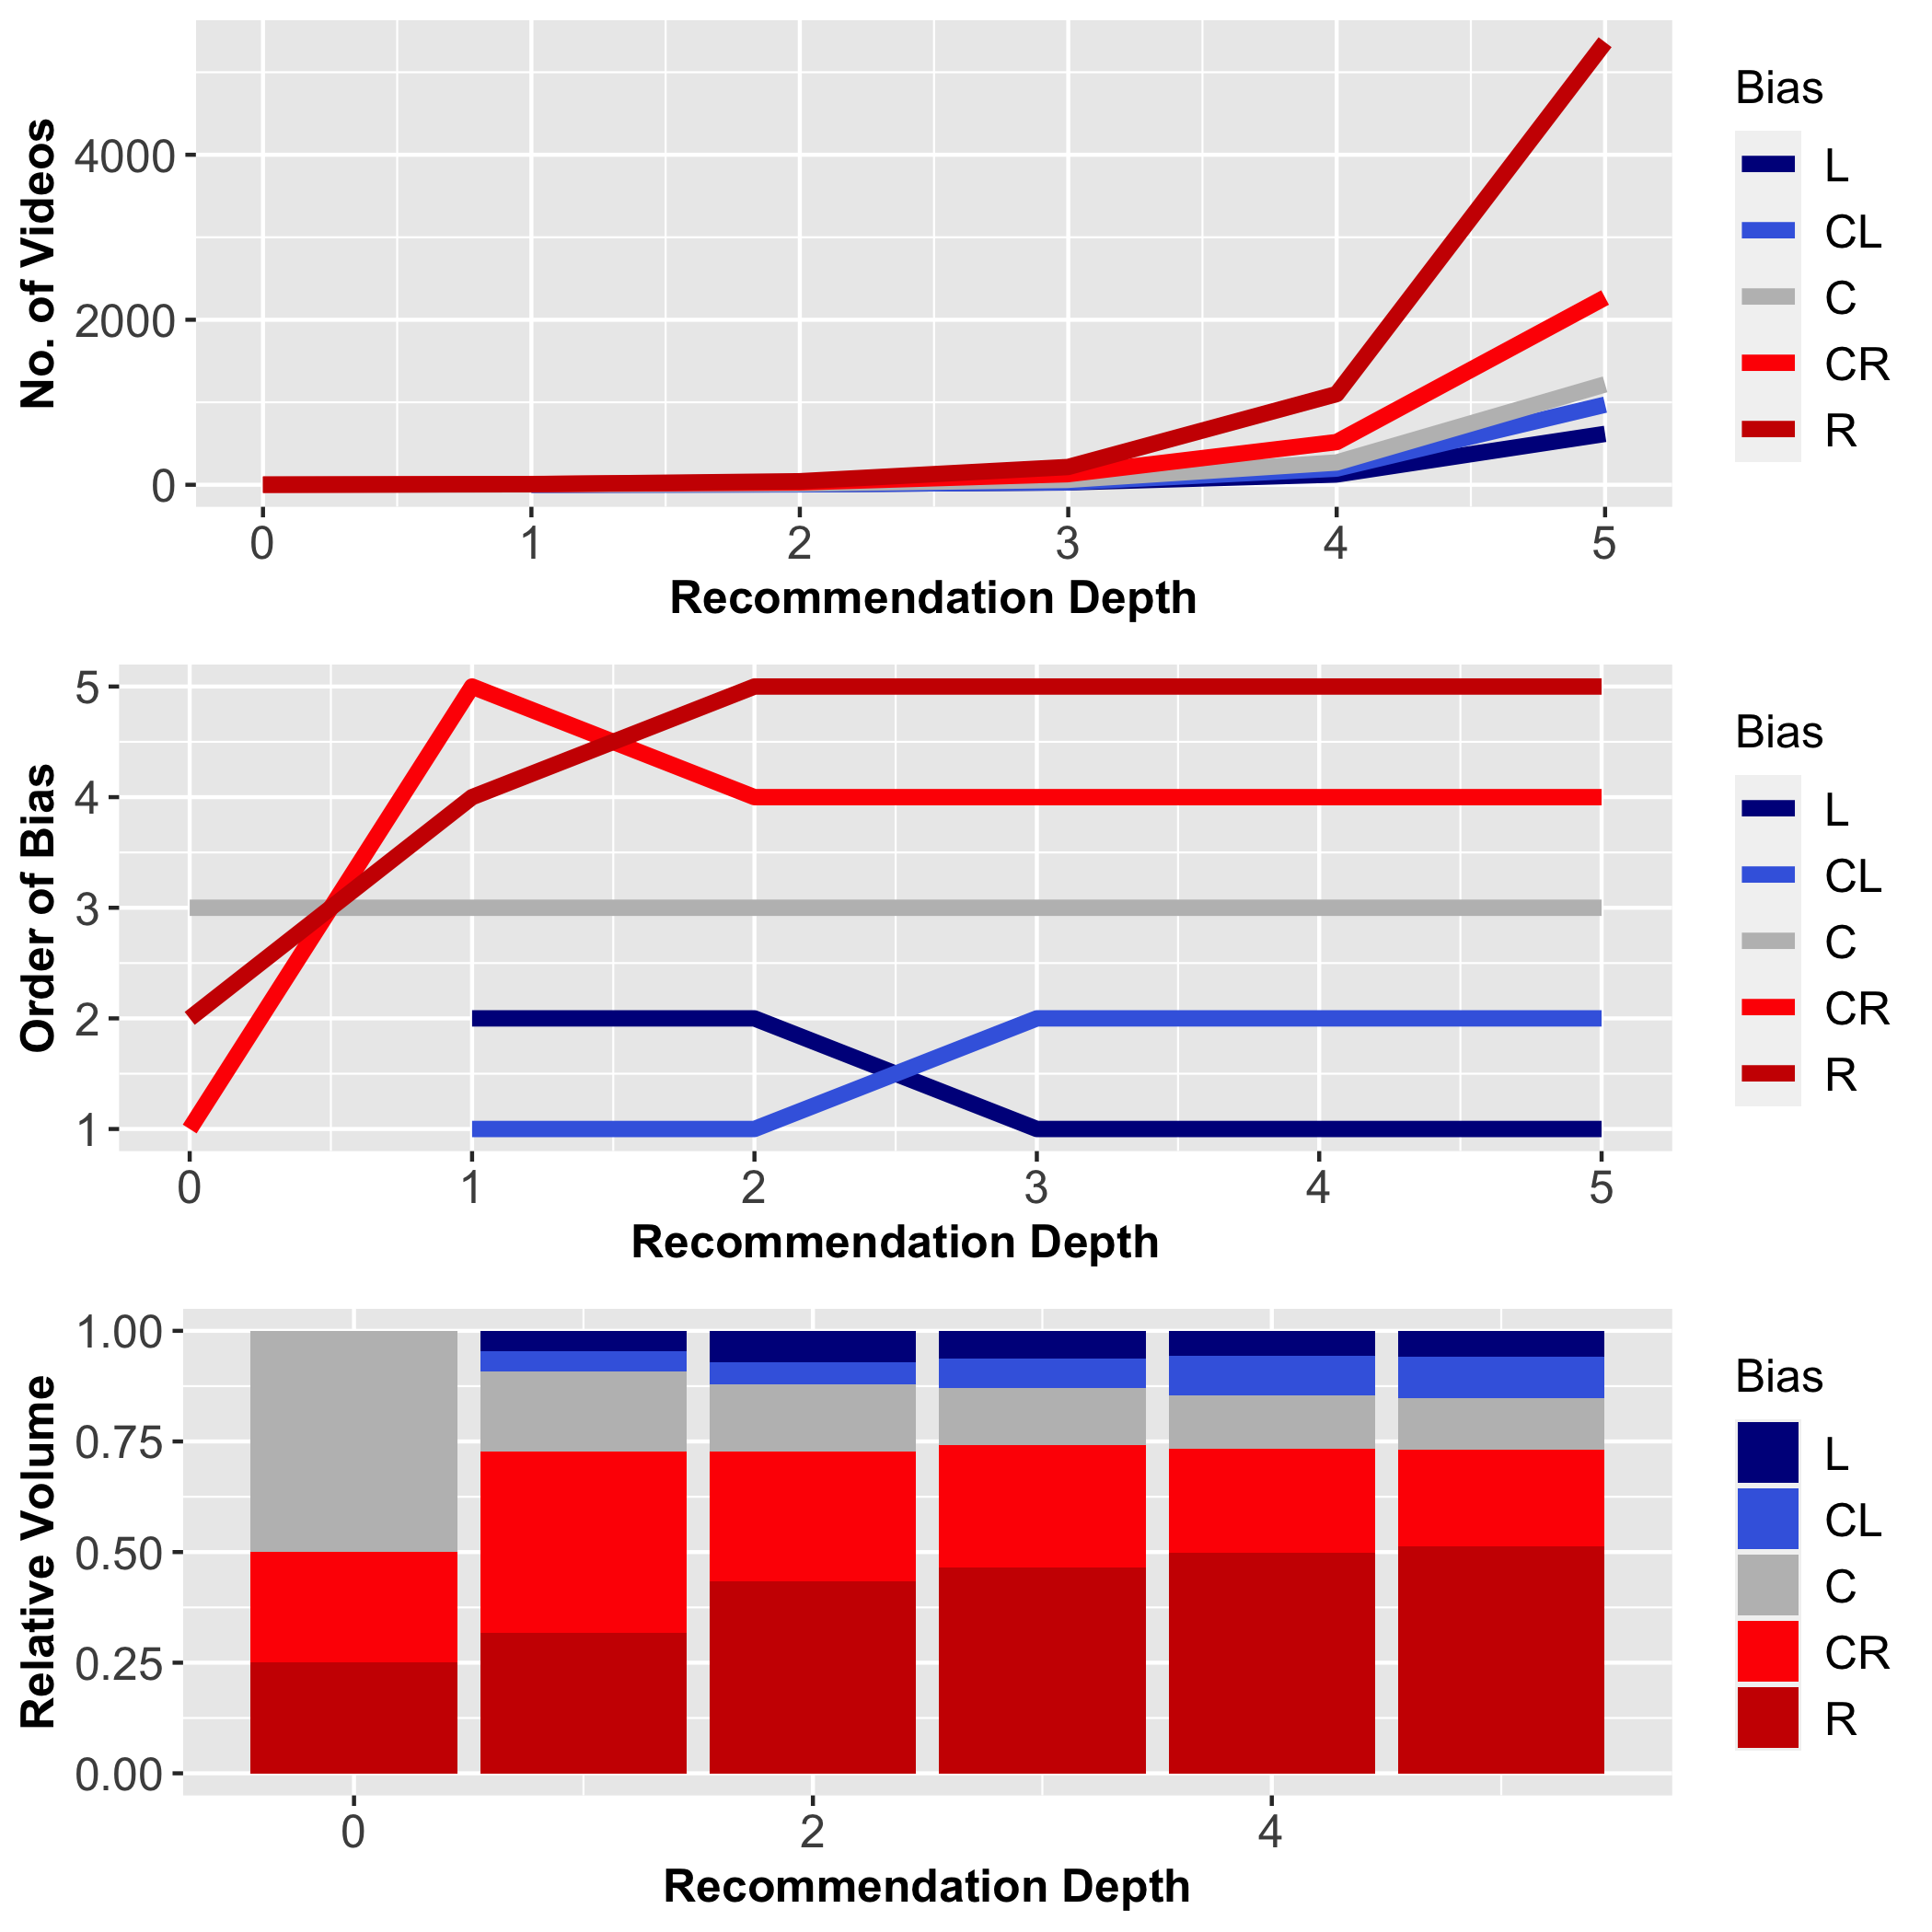 No. of Videos
4000
2000
0
0 1 2 3 4 5
Recommendation Depth
Bias
L
CL
C
CR
R
Order of Bias
5
4
3
2
1
0 1 2 3 4 5
Recommendation Depth
Bias
L
CL
C
CR
R
Relative Volume
1.00
0.75
0.50
0.25
0.00
0 2 4
Recommendation Depth
Bias
L
CL
C
CR
R